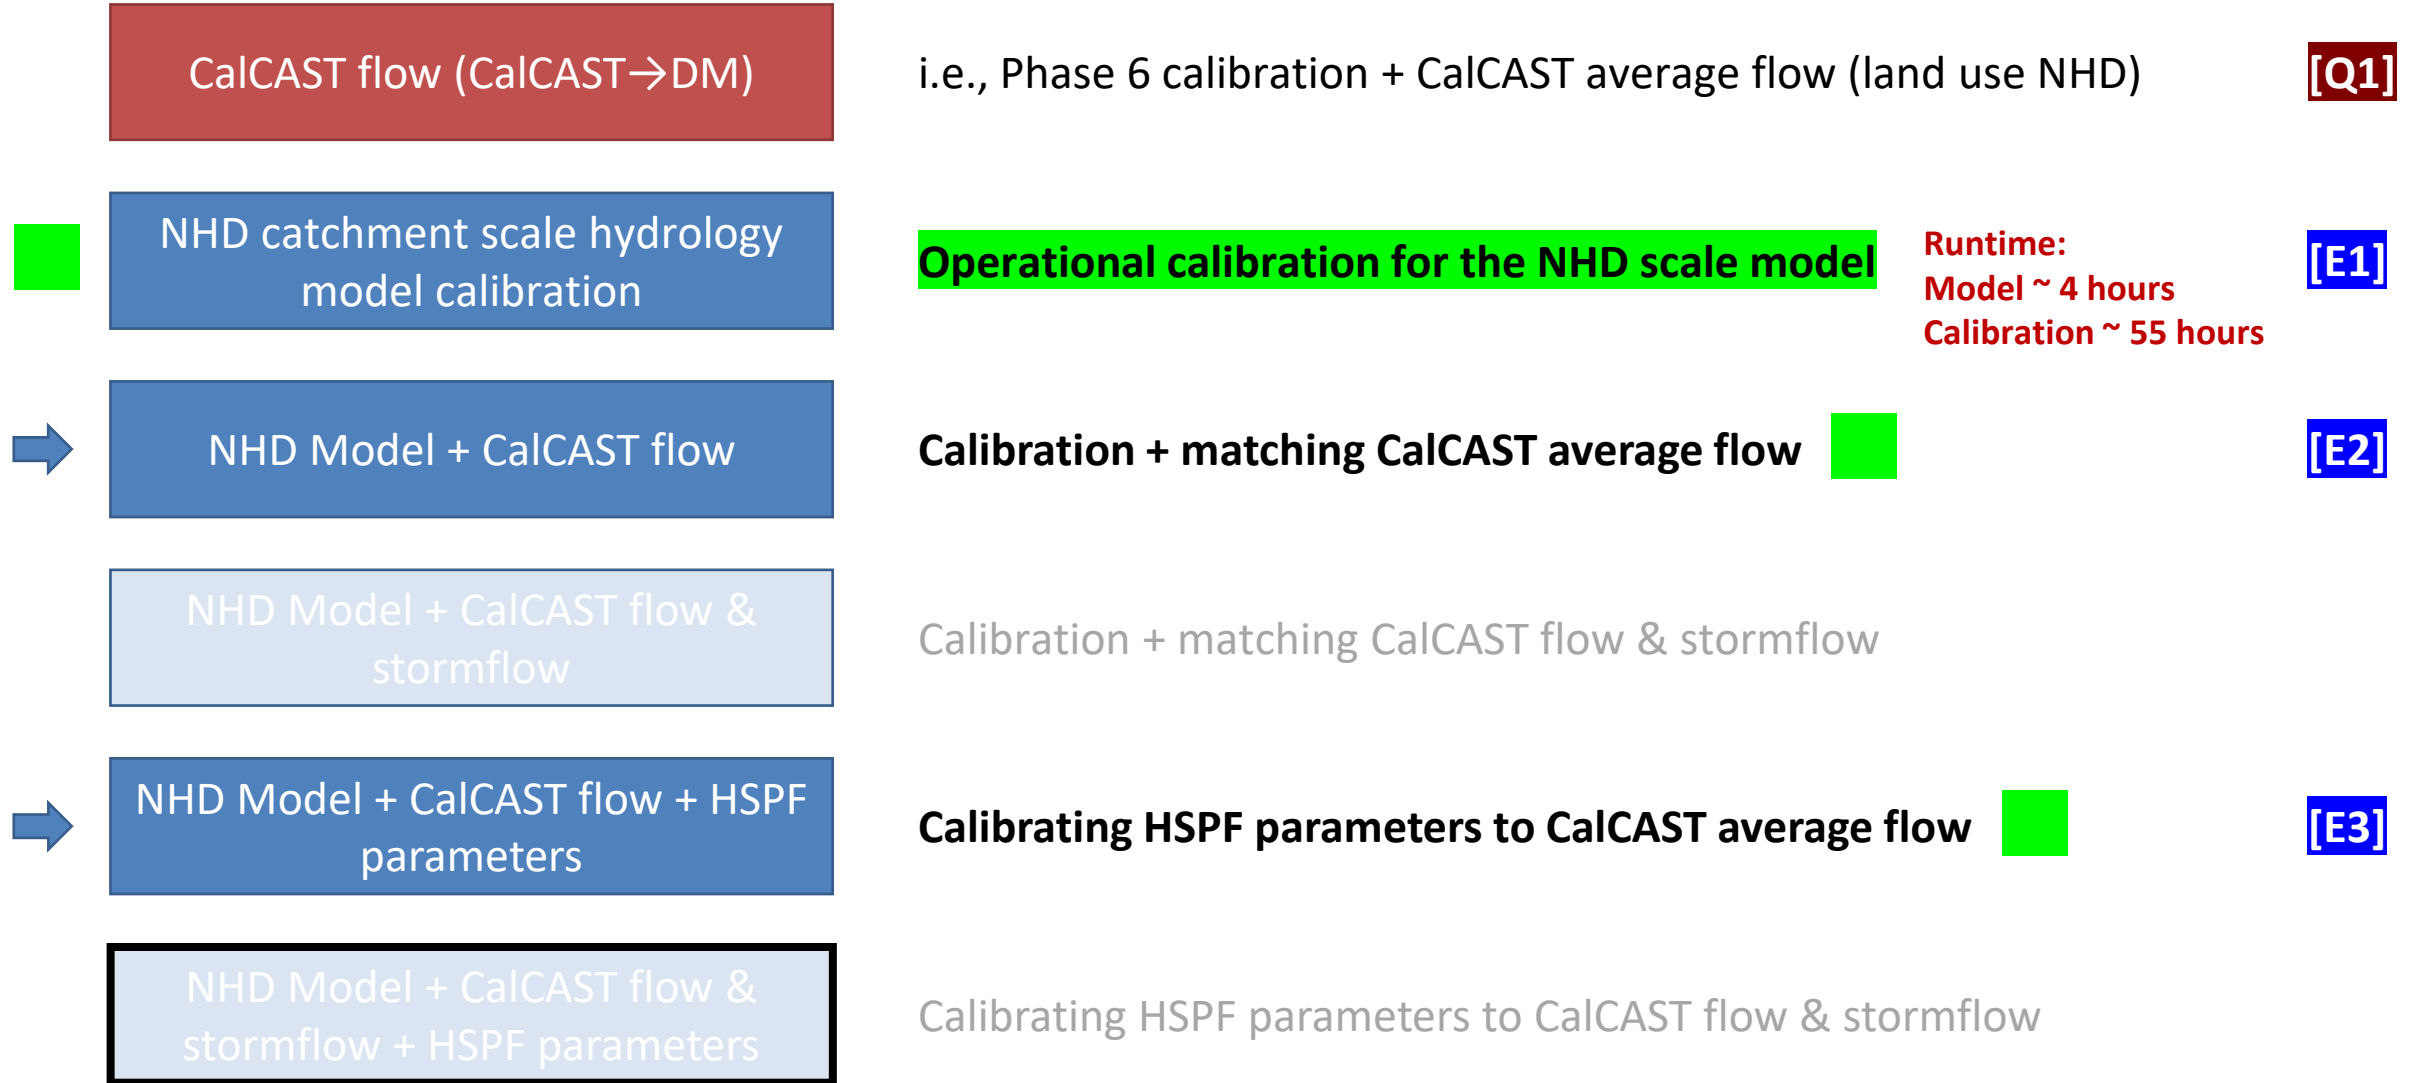 CalCAST flow (CalCAST→DM)
i.e., Phase 6 calibration + CalCAST average flow (land use NHD)
[Q1]
NHD catchment scale hydrology
model calibration
Operational calibration for the NHD scale model
Runtime:
Model ~ 4 hours
Calibration ~ 55 hours
[E1]
NHD Model + CalCAST flow
Calibration + matching CalCAST average flow
[E2]
NHD Model + CalCAST flow &
stormflow
Calibration + matching CalCAST flow & stormflow
NHD Model + CalCAST flow + HSPF
parameters
Calibrating HSPF parameters to CalCAST average flow
[E3]
NHD Model + CalCAST flow &
stormflow + HSPF parameters
Calibrating HSPF parameters to CalCAST flow & stormflow